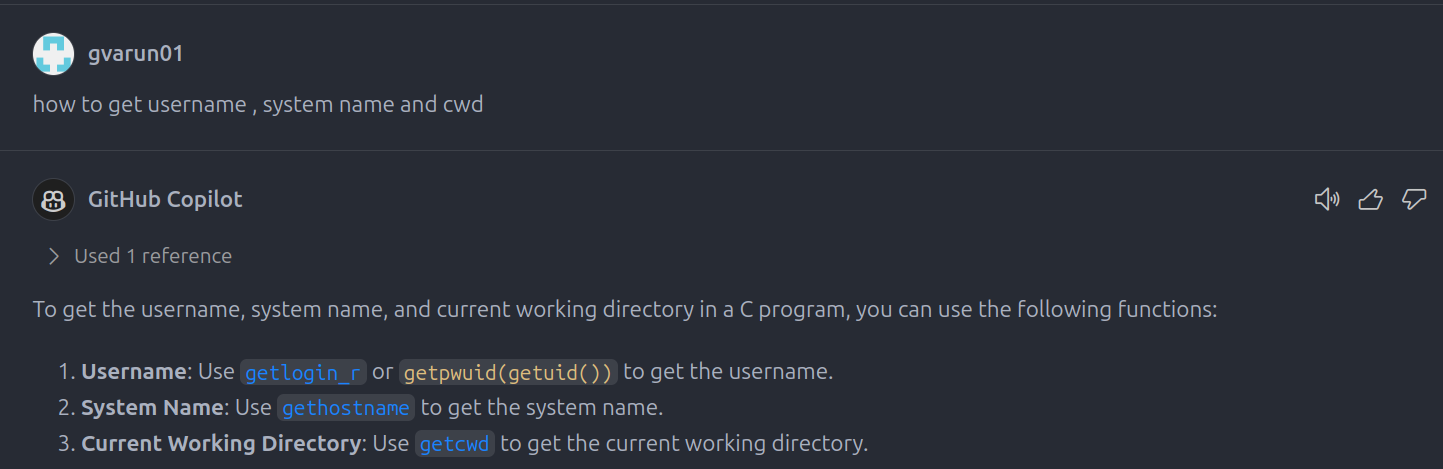 gvarun01
how to get username , system name and cwd
GitHub Copilot
Used 1 reference
To get the username, system name, and current working directory in a C program, you can use the following functions:
1. Username: Use getlogin_r or getpwuid(getuid()) to get the username.
2. System Name: Use gethostname to get the system name.
3. Current Working Directory: Use getcwd to get the current working directory.